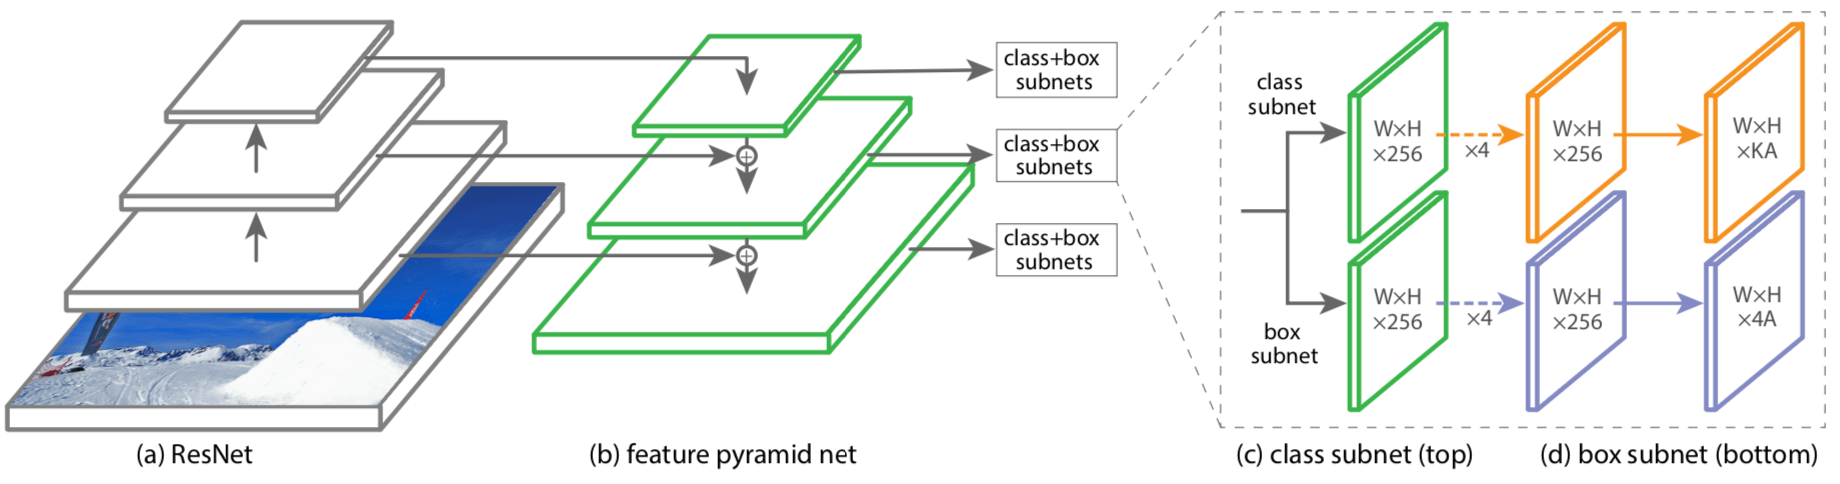 class+box
subnets
class+box
subnets
class+box
subnets
class
subnet
W×H
×256
×4
W×H
×256
W×H
×KA
box
subnet
W×H
×256
×4
W×H
×256
W×H
×4A
(a) ResNet
(b) feature pyramid net
(c) class subnet (top)
(d) box subnet (bottom)